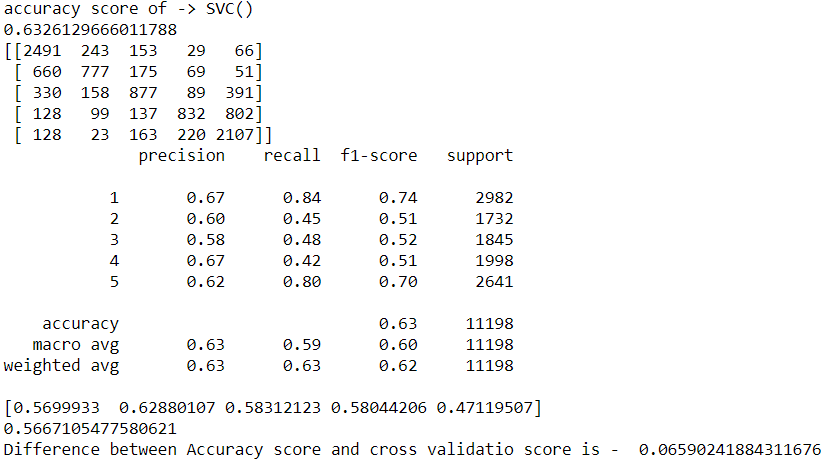 accuracy score of -> SVC()
0.6326129666011788
[[2491 243 153 29 66]
[ 660 777 175 69 51]
[ 330 158 877 89 391]
[ 128 99 137 832 802]
[ 128 23 163 220 2107]]
precision recall f1-score support
1 0.67 0.84 0.74 2982
2 0.60 0.45 0.51 1732
3 0.58 0.48 0.52 1845
4 0.67 0.42 0.51 1998
5 0.62 0.80 0.70 2641
accuracy 0.63 11198
macro avg 0.63 0.59 0.60 11198
weighted avg 0.63 0.63 0.62 11198
[0.5699933 0.62880107 0.58312123 0.58044206 0.47119507]
0.5667105477580621
Difference between Accuracy score and cross validatio score is - 0.06590241884311676